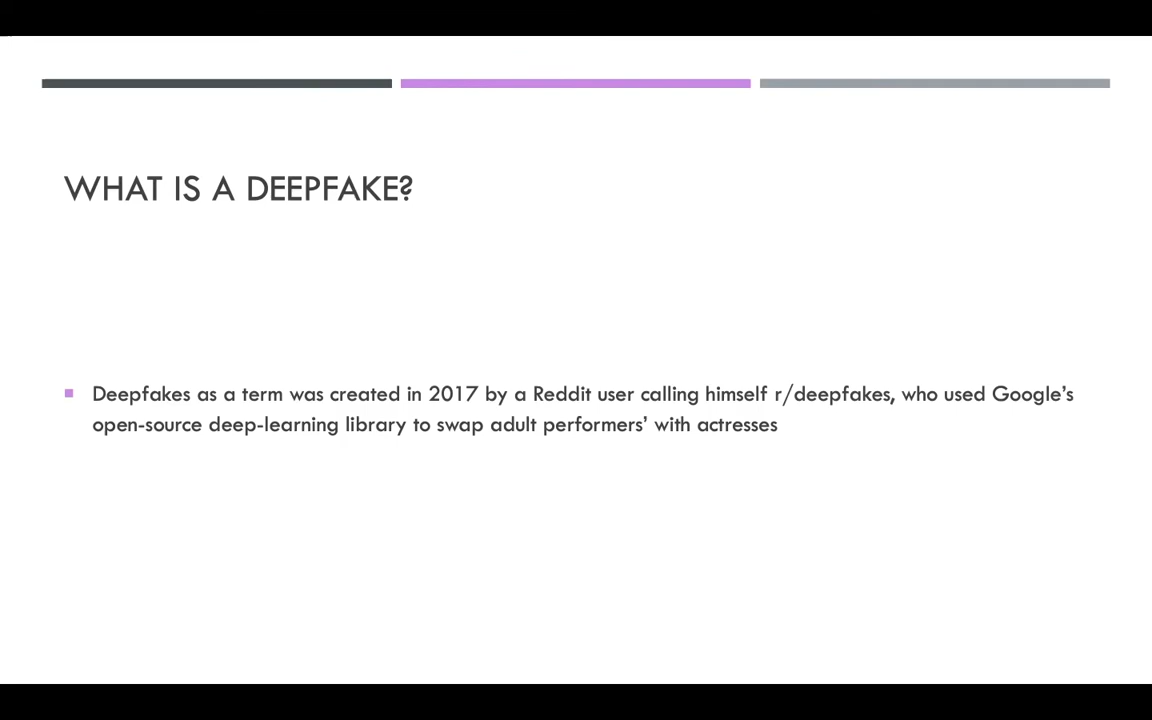 WHAT IS A DEEPFAKE?
Deepfakes as a term was created in 2017 by a Reddit user calling himself r/deepfakes, who used Google’s
open-source deep-learning library to swap adult performers’ with actresses